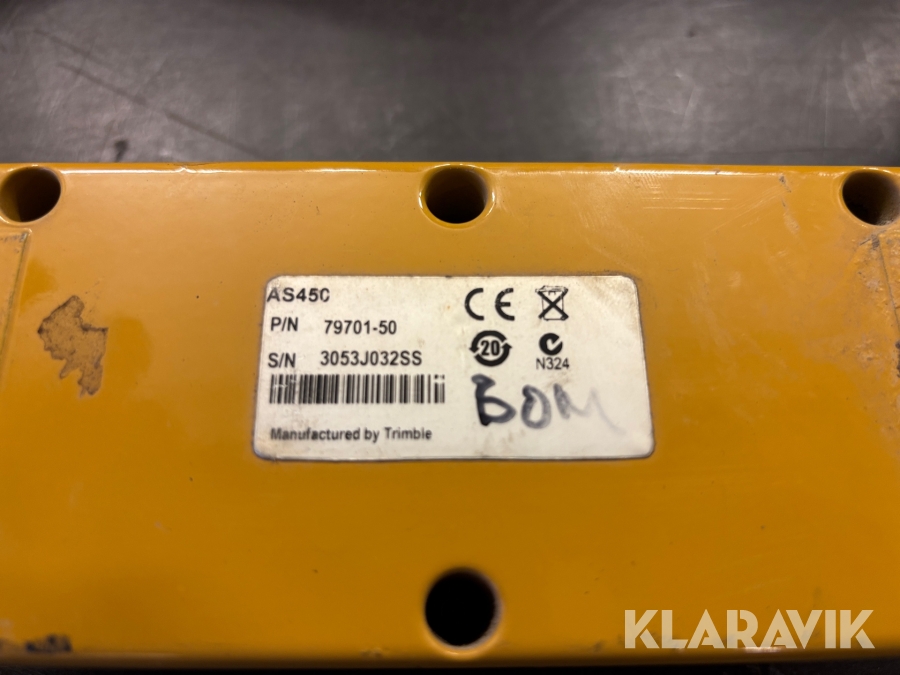 AS450
P/N 79701-50
S/N 3053J032SS
Manufactured by Trimble
CE
20
N324
BOM
KLARAVIK